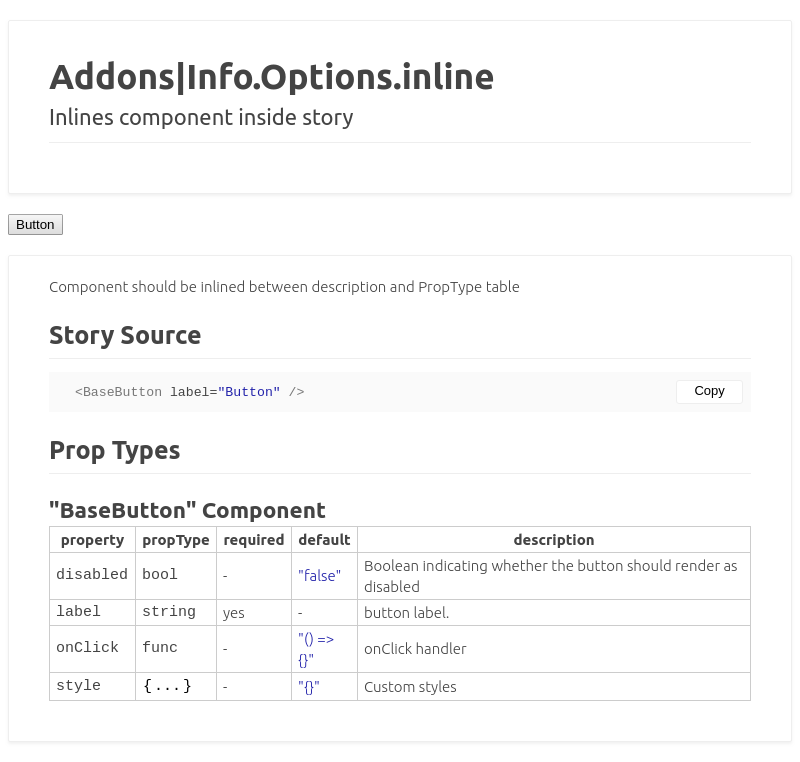 Addons|Info.Options.inline
Inlines component inside story
Button
Component should be inlined between description and PropType table
Story Source
<BaseButton label="Button" />
Copy
Prop Types
"BaseButton" Component
property propType required default description
disabled bool - "false" Boolean indicating whether the button should render as
disabled
label string yes - button label.
onClick func - "() =>
{}" onClick handler
style {...} - "{}" Custom styles